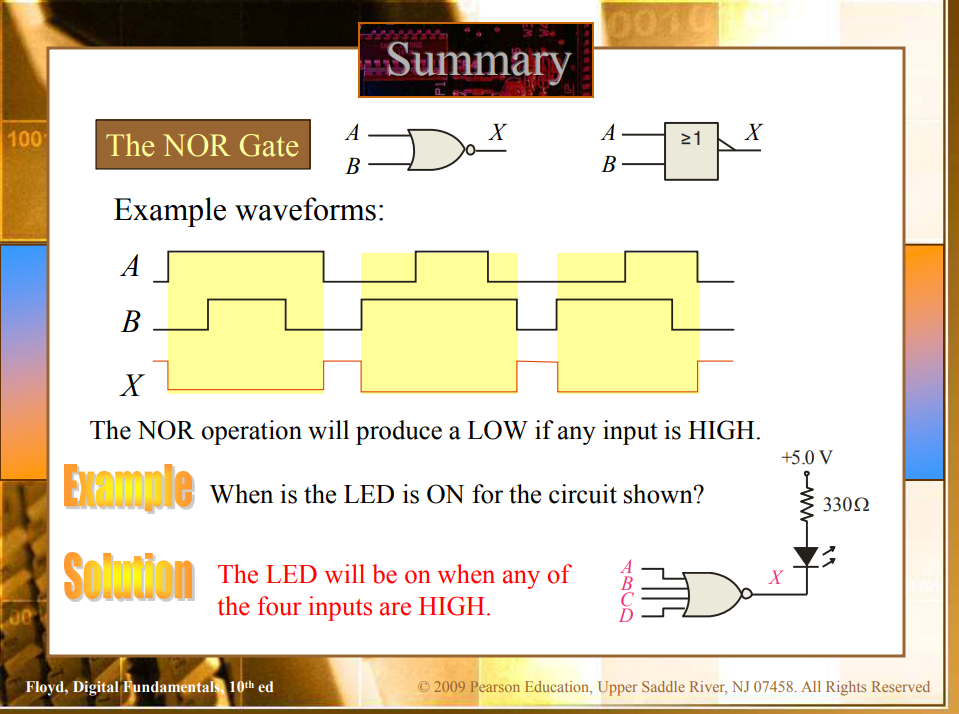 Summary
The NOR Gate
A
X
B
A
X
B
≥1
Example waveforms:
A
B
X
The NOR operation will produce a LOW if any input is HIGH.
+5.0 V
330Ω
Example
When is the LED is ON for the circuit shown?
Solution
The LED will be on when any of
the four inputs are HIGH.
A
B
C
D
X
Floyd, Digital Fundamentals, 10th ed
© 2009 Pearson Education, Upper Saddle River, NJ 07458. All Rights Reserved